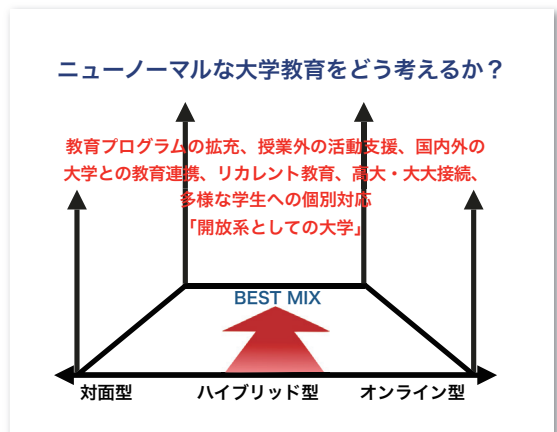 ニューノーマルな大学教育をどう考えるか？
教育プログラムの拡充、授業外の活動支援、国内外の
大学との教育連携、リカレント教育、高大・大大接続、
多様な学生への個別対応
「開放系としての大学」
BEST MIX
対面型 ハイブリッド型 オンライン型